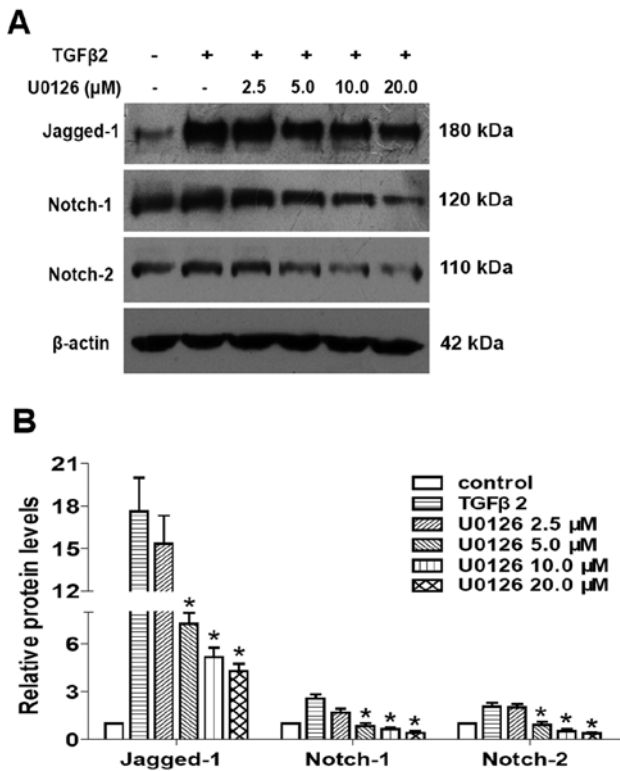 A
TGFβ2 - + + + + +
U0126 (μM) - - 2.5 5.0 10.0 20.0
Jagged-1 180 kDa
Notch-1 120 kDa
Notch-2 110 kDa
β-actin 42 kDa
B
Relative protein levels
21
18
15
12
6
3
0
control
TGFβ 2
U0126 2.5 μM
U0126 5.0 μM
U0126 10.0 μM
U0126 20.0 μM
* * *
* * *
* * *
Jagged-1 Notch-1 Notch-2